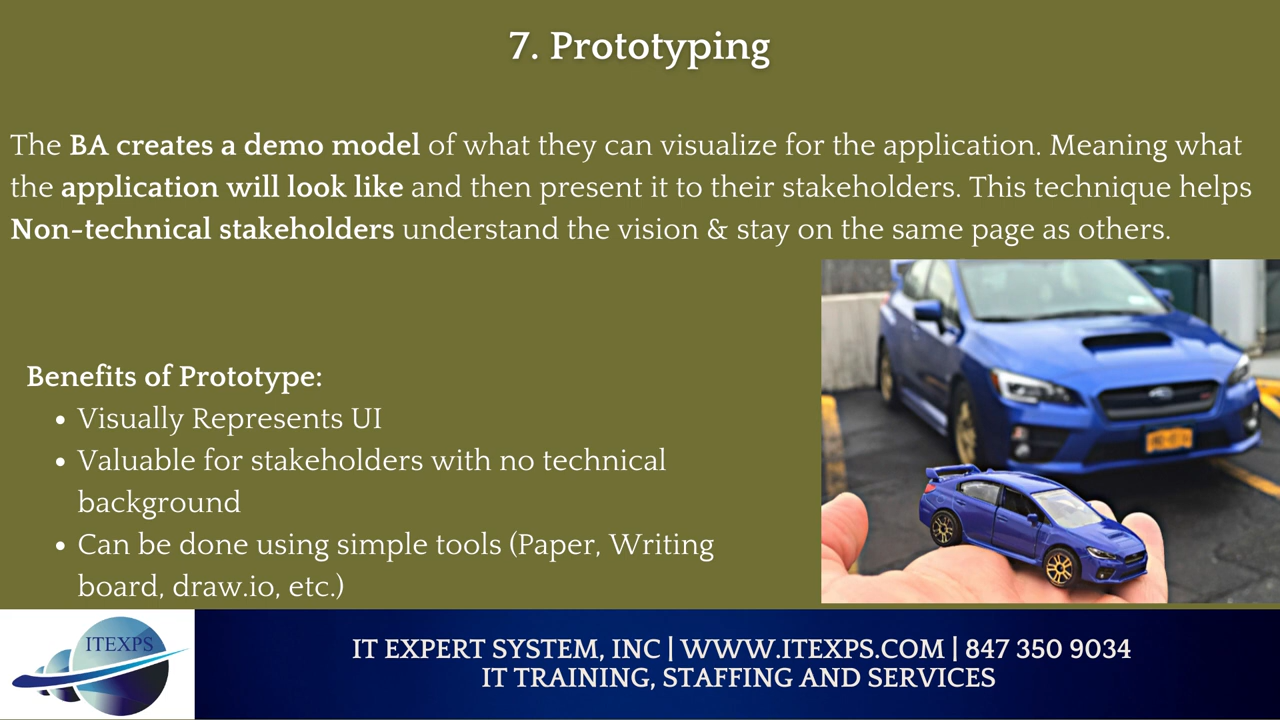 7. Prototyping
The BA creates a demo model of what they can visualize for the application. Meaning what
the application will look like and then present it to their stakeholders. This technique helps
Non-technical stakeholders understand the vision & stay on the same page as others.
Benefits of Prototype:
• Visually Represents UI
• Valuable for stakeholders with no technical
background
• Can be done using simple tools (Paper, Writing
board, draw.io, etc.)
ITEXPS
IT EXPERT SYSTEM, INC | WWW.ITEXPS.COM | 847 350 9034
IT TRAINING, STAFFING AND SERVICES